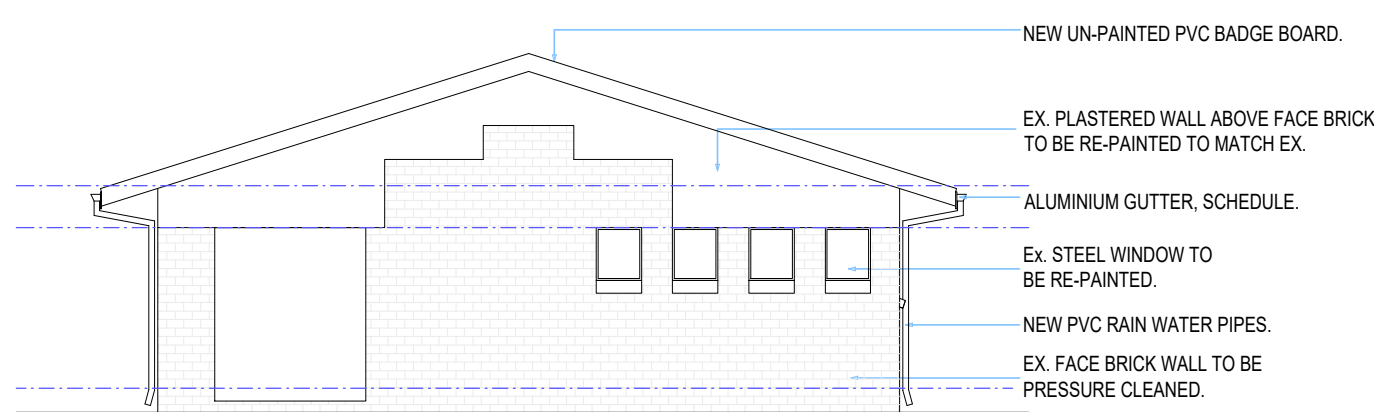 NEW UN-PAINTED PVC BADGE BOARD.
EX. PLASTERED WALL ABOVE FACE BRICK
TO BE RE-PAINTED TO MATCH EX.
ALUMINIUM GUTTER, SCHEDULE.
Ex. STEEL WINDOW TO
BE RE-PAINTED.
NEW PVC RAIN WATER PIPES.
EX. FACE BRICK WALL TO BE
PRESSURE CLEANED.